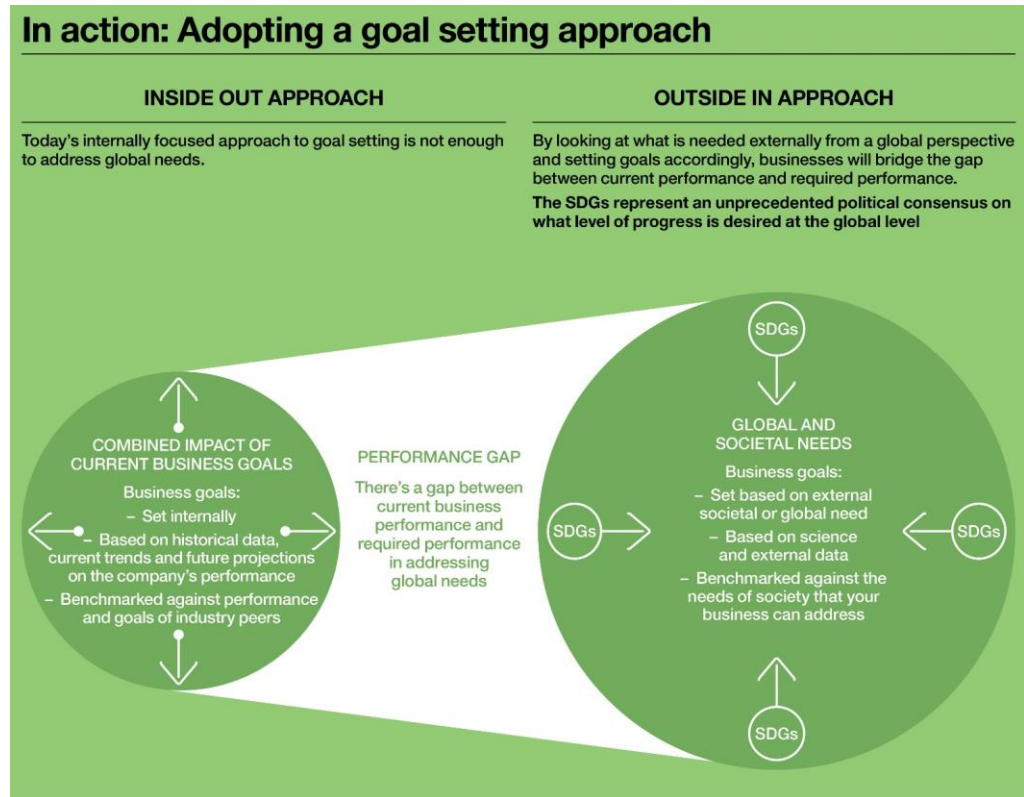 In action: Adopting a goal setting approach
INSIDE OUT APPROACH
Today's internally focused approach to goal setting is not enough
to address global needs.
OUTSIDE IN APPROACH
By looking at what is needed externally from a global perspective
and setting goals accordingly, businesses will bridge the gap
between current performance and required performance.
The SDGs represent an unprecedented political consensus on
what level of progress is desired at the global level
COMBINED IMPACT OF
CURRENT BUSINESS GOALS
Business goals:
– Set internally
– Based on historical data,
current trends and future projections
on the company's performance
– Benchmarked against performance
and goals of industry peers
PERFORMANCE GAP
There's a gap between
current business
performance and
required performance
in addressing
global needs
SDGs
GLOBAL AND
SOCIETAL NEEDS
Business goals:
– Set based on external
societal or global need
– Based on science
and external data
– Benchmarked against the
needs of society that your
business can address
SDGs
SDGs
SDGs